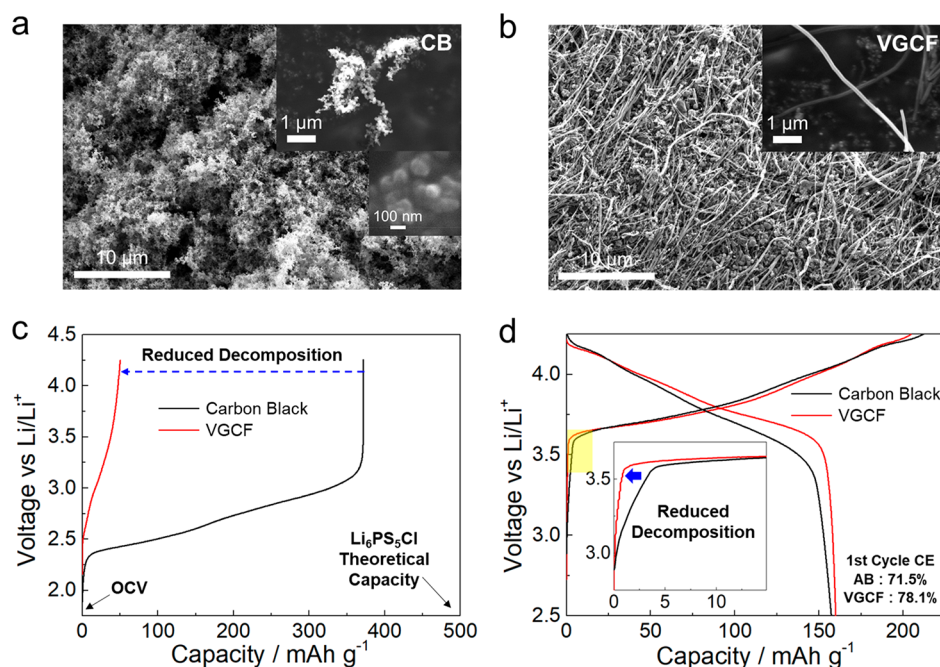 a
CB
1 µm
100 nm
10 µm
b
VGCF
1 µm
10 µm
c
4.5
4.0
3.5
3.0
2.5
2.0
Voltage vs Li/Li⁺
Reduced Decomposition
Carbon Black
VGCF
Li₆PS₅Cl
Theoretical
Capacity
OCV
0
100
200
300
400
500
Capacity / mAh g⁻¹
d
4.0
3.5
3.0
2.5
Voltage vs Li/Li⁺
Carbon Black
VGCF
3.5
3.0
Reduced
Decomposition
0
5
10
1st Cycle CE
AB : 71.5%
VGCF : 78.1%
0
50
100
150
200
Capacity / mAh g⁻¹